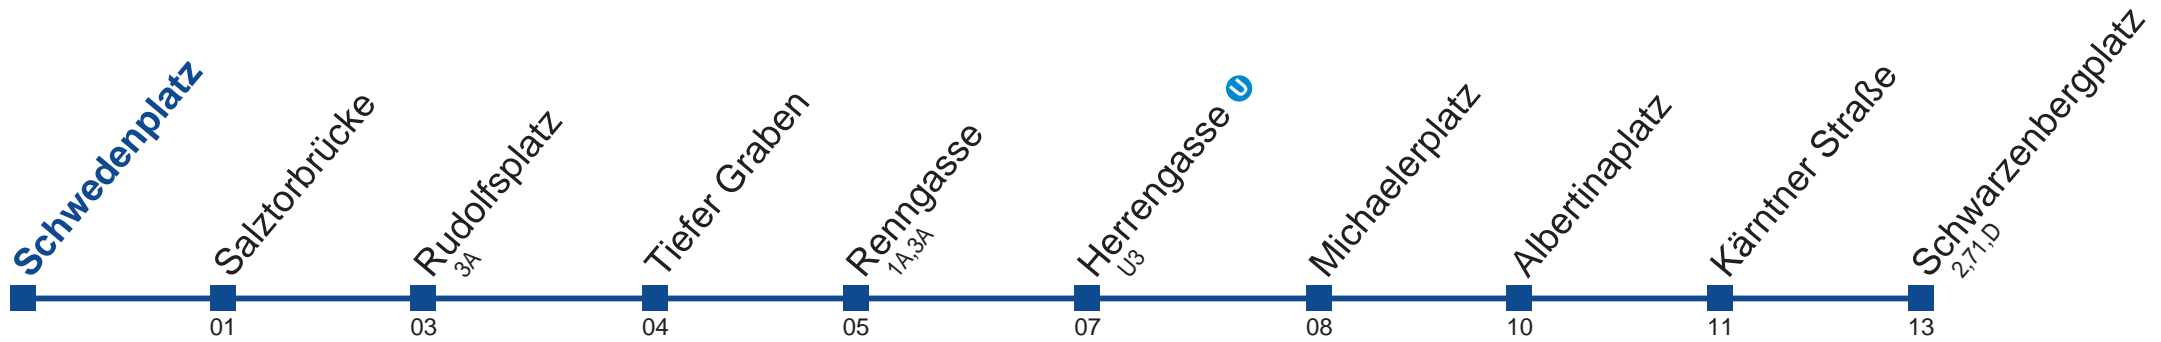 Schwedenplatz
Salztorbrücke
01
Rudolfsplatz
3A
03
Tiefer Graben
04
Renngasse
1A,3A
05
Herrengasse U
U3
07
Michaelerplatz
08
Albertinaplatz
10
Kärntner Straße
11
Schwarzenbergplatz
2,71,D
13